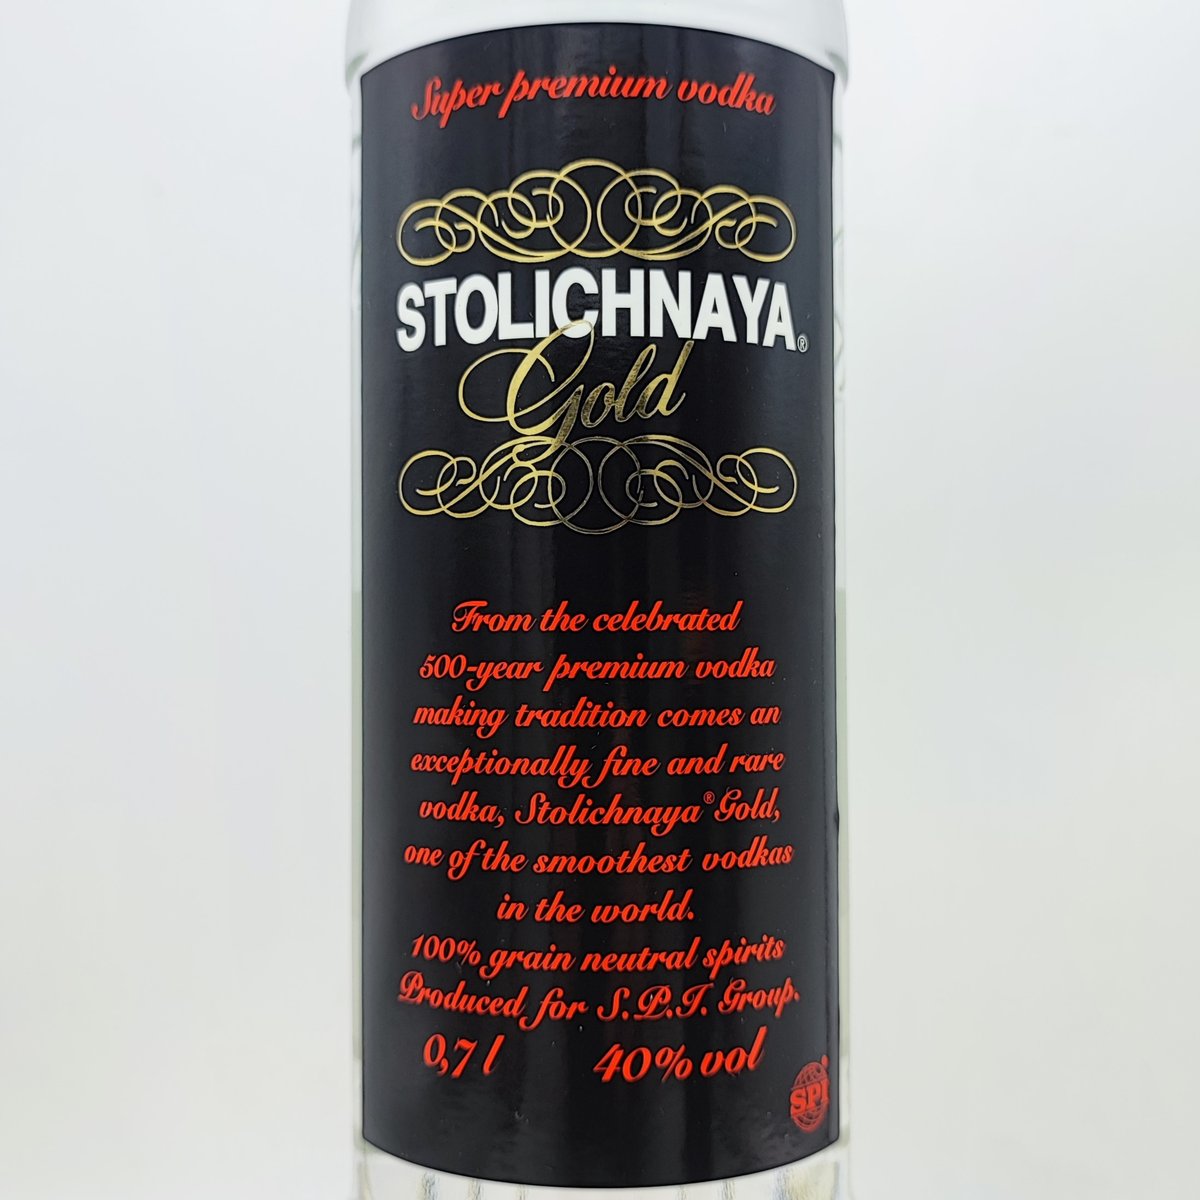 Super premium vodka
STOLICHNAYA®
Gold
From the celebrated
500-year premium vodka
making tradition comes an
exceptionally fine and rare
vodka, Stolichnaya® Gold,
one of the smoothest vodkas
in the world.
100% grain neutral spirits
Produced for S.P.I. Group.
0,7 l 40% vol
SPI